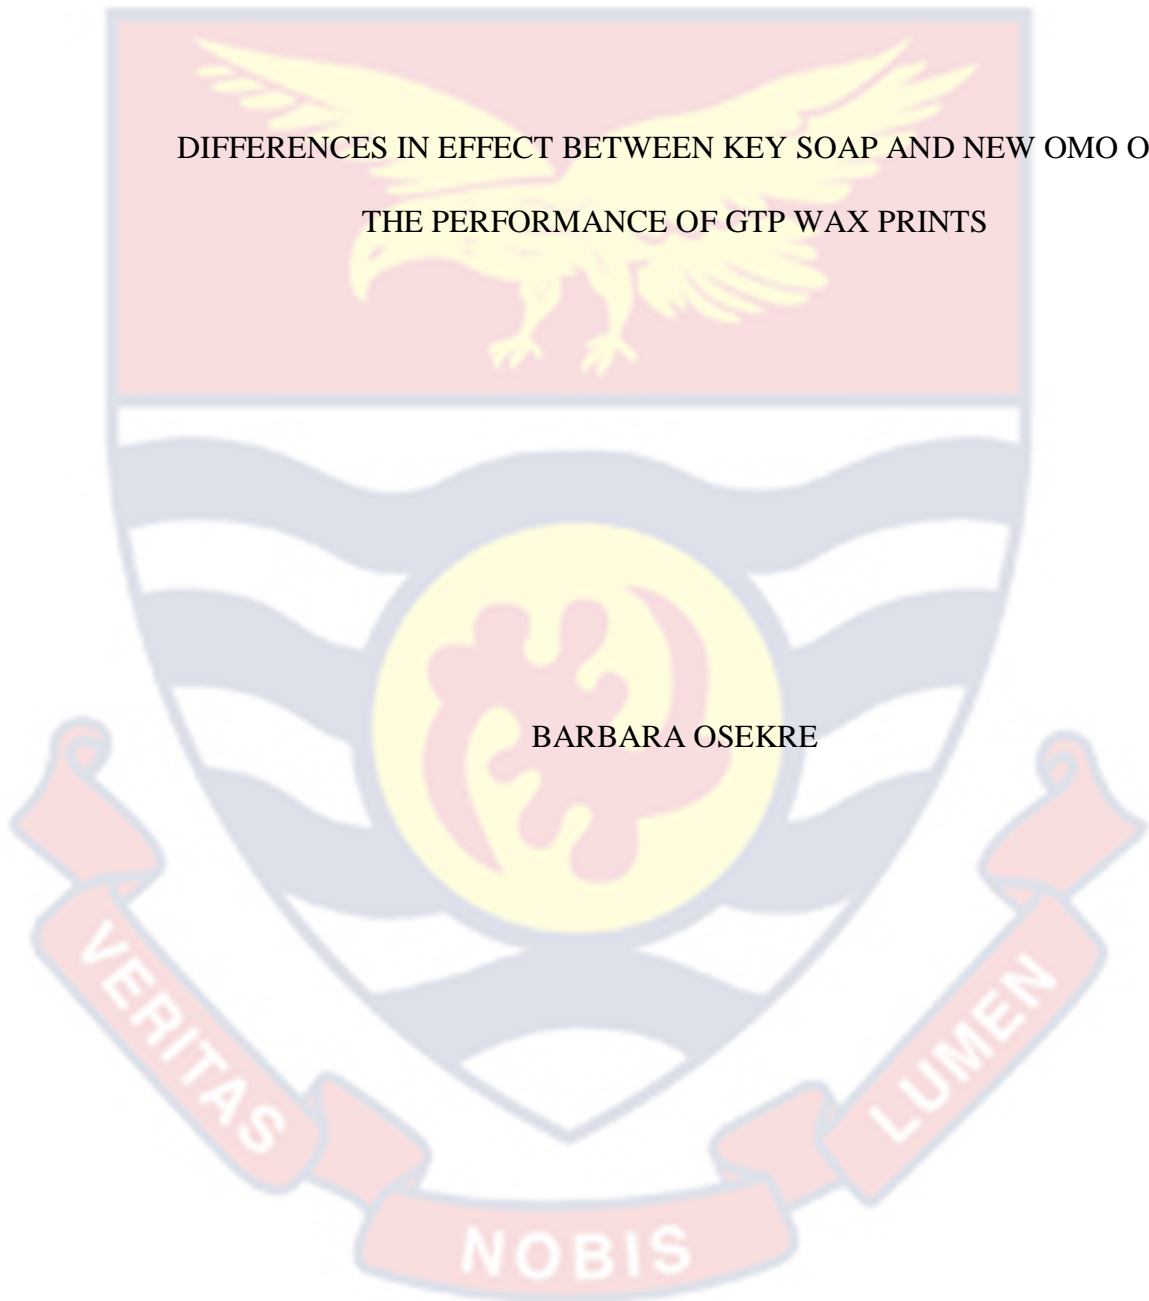 DIFFERENCES IN EFFECT BETWEEN KEY SOAP AND NEW OMO O
THE PERFORMANCE OF GTP WAX PRINTS
BARBARA OSEKRE
VERITAS
NOBIS
LUMEN